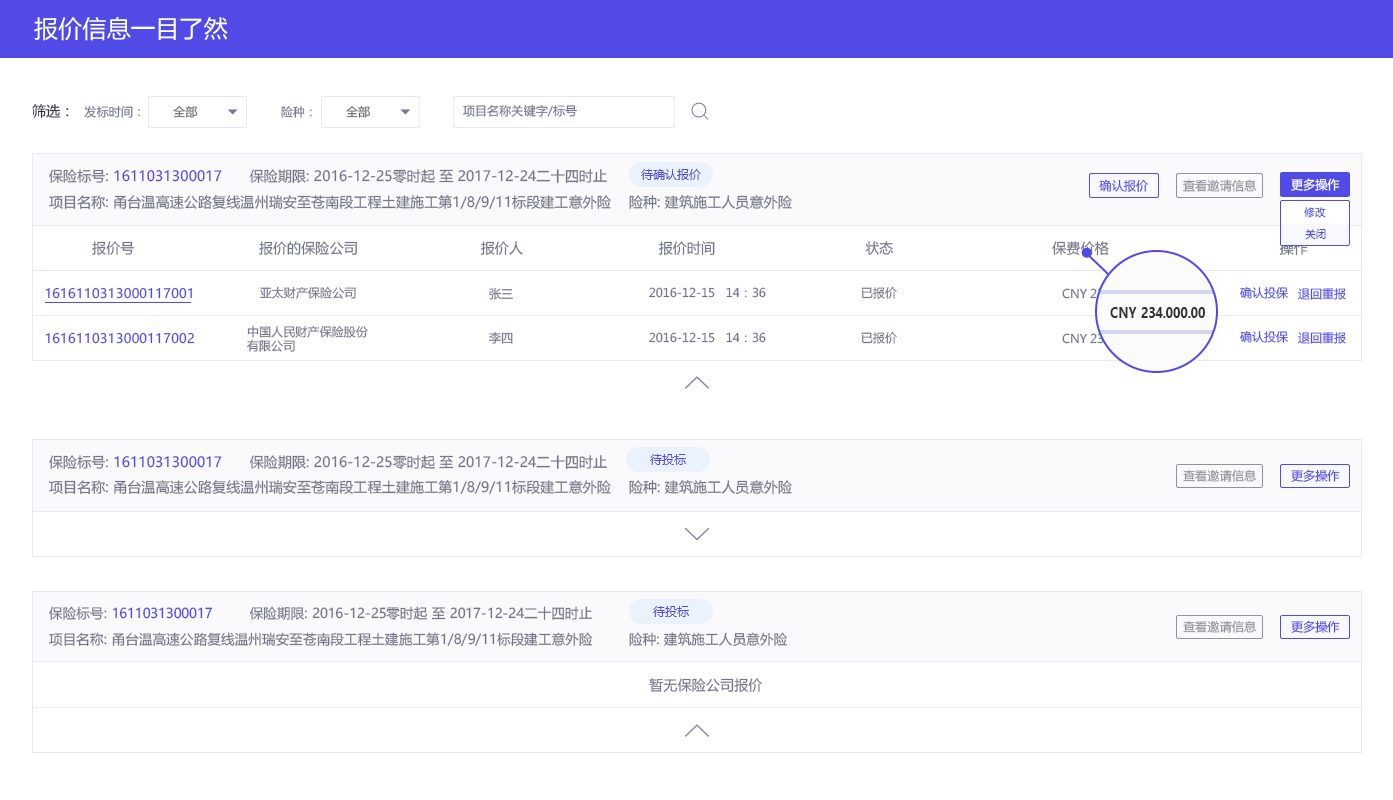 报价信息一目了然
筛选： 发标时间： 全部 险种： 全部 项目名称关键字/标号
保险标号: 1611031300017 保险期限: 2016-12-25零时起 至 2017-12-24二十四时止 待确认报价
项目名称: 甬台温高速公路复线温州瑞安至苍南段工程土建施工第1/8/9/11标段建工意外险 险种: 建筑施工人员意外险
确认报价 查看邀请信息 更多操作
修改
关闭
报价号 报价的保险公司 报价人 报价时间 状态 保费价格 操作
1616110313000117001 亚太财产保险公司 张三 2016-12-15 14：36 已报价 CNY 2 确认投保 退回重报
CNY 234.000.00
1616110313000117002 中国人民财产保险股份
有限公司 李四 2016-12-15 14：36 已报价 CNY 23 确认投保 退回重报
保险标号: 1611031300017 保险期限: 2016-12-25零时起 至 2017-12-24二十四时止 待投标
项目名称: 甬台温高速公路复线温州瑞安至苍南段工程土建施工第1/8/9/11标段建工意外险 险种: 建筑施工人员意外险
查看邀请信息 更多操作
保险标号: 1611031300017 保险期限: 2016-12-25零时起 至 2017-12-24二十四时止 待投标
项目名称: 甬台温高速公路复线温州瑞安至苍南段工程土建施工第1/8/9/11标段建工意外险 险种: 建筑施工人员意外险
查看邀请信息 更多操作
暂无保险公司报价